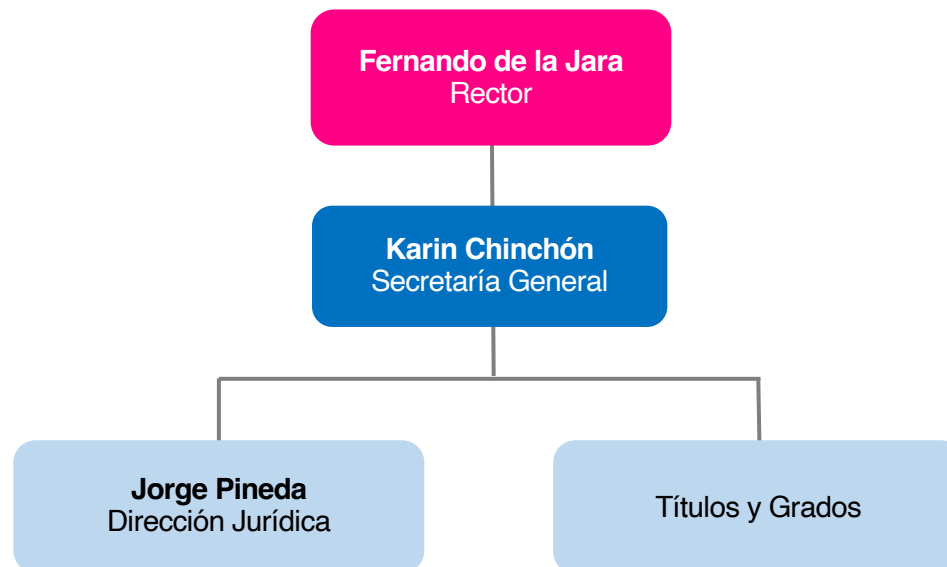 Fernando de la Jara
Rector
Karin Chinchón
Secretaría General
Jorge Pineda
Dirección Jurídica
Títulos y Grados